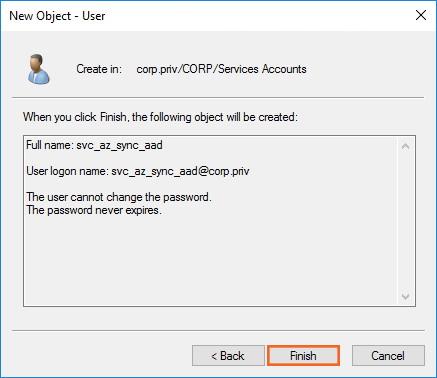 New Object - User
Create in: corp.priv/CORP/Services Accounts
When you click Finish, the following object will be created:
Full name: svc_az_sync_aad
User logon name: svc_az_sync_aad@corp.priv
The user cannot change the password.
The password never expires.
< Back Finish Cancel